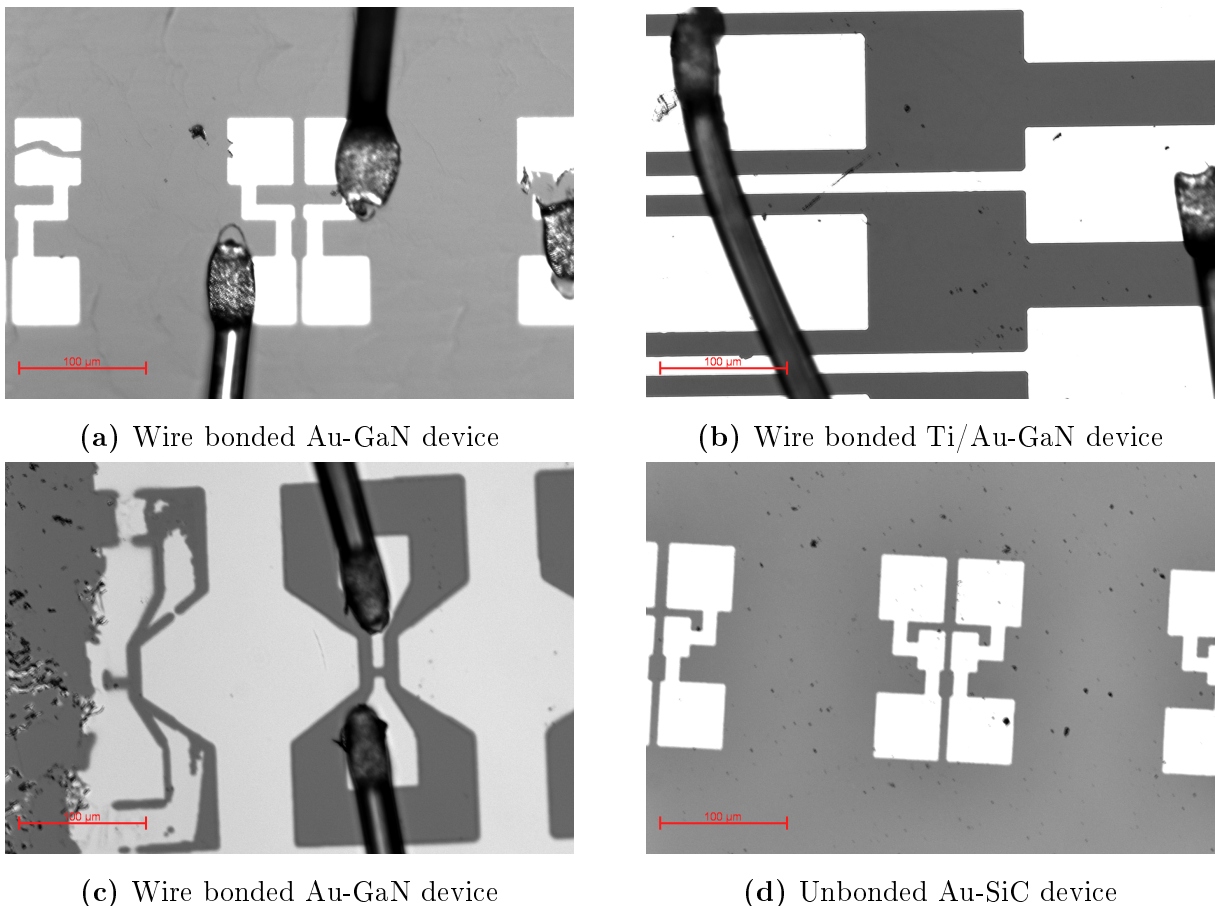 100 µm
100 µm
(a) Wire bonded Au-GaN device
(b) Wire bonded Ti/Au-GaN device
100 µm
100 µm
(c) Wire bonded Au-GaN device
(d) Unbonded Au-SiC device